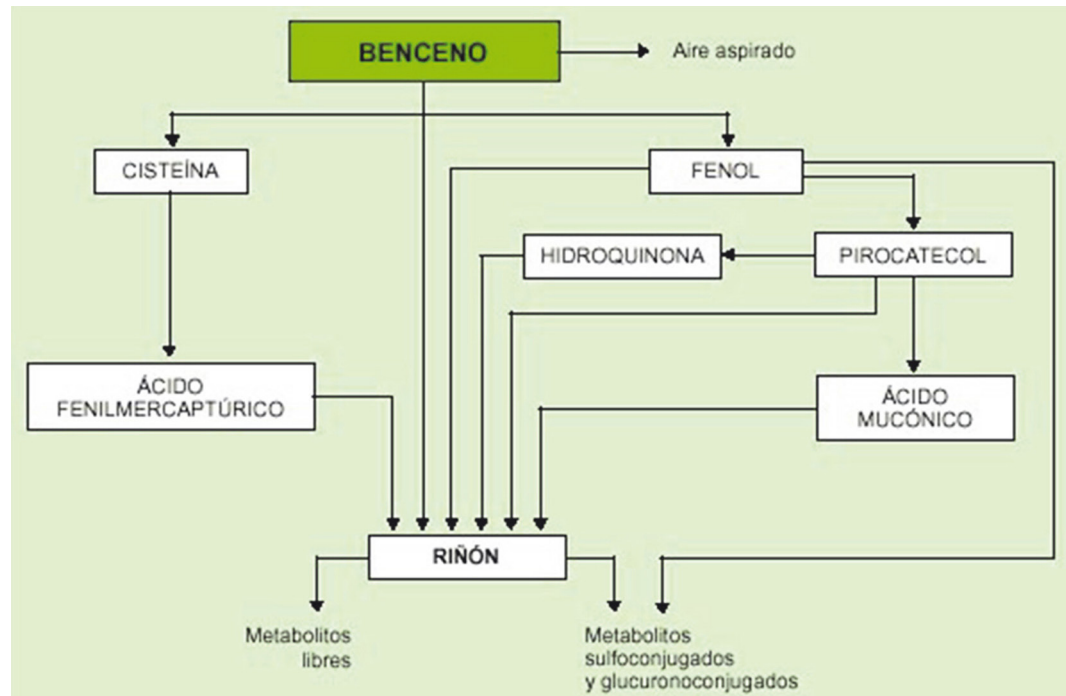 BENCENO
Aire aspirado
CISTEÍNA
FENOL
HIDROQUINONA
PIROCATECOL
ÁCIDO
FENILMERCAPTÚRICO
ÁCIDO
MUCÓNICO
RIÑÓN
Metabolitos
libres
Metabolitos
sulfoconjugados
y glucuronoconjugados